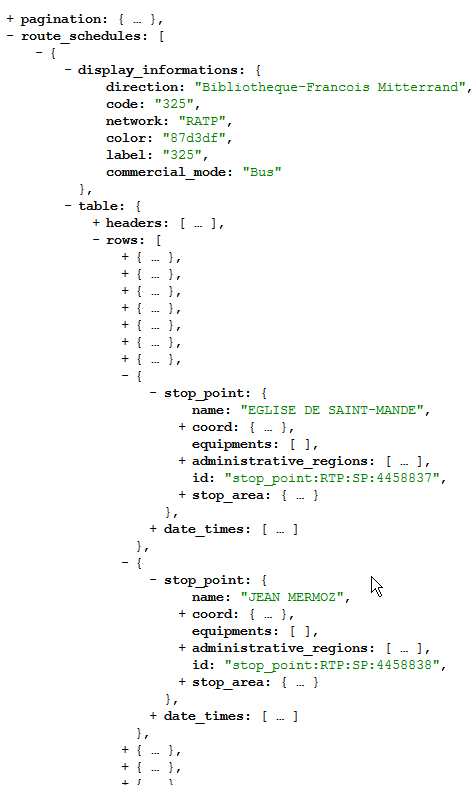 + pagination: { … },
- route_schedules: [
- {
- display_informations: {
direction: "Bibliotheque-Francois Mitterrand",
code: "325",
network: "RATP",
color: "87d3df",
label: "325",
commercial_mode: "Bus"
},
- table: {
+ headers: [ … ],
- rows: [
+ { … },
+ { … },
+ { … },
+ { … },
+ { … },
+ { … },
+ { … },
- {
- stop_point: {
name: "EGLISE DE SAINT-MANDE",
+ coord: { … },
equipments: [ ],
+ administrative_regions: [ … ],
id: "stop_point:RTP:SP:4458837",
+ stop_area: { … }
},
+ date_times: [ … ]
},
- {
- stop_point: {
name: "JEAN MERMOZ",
+ coord: { … },
equipments: [ ],
+ administrative_regions: [ … ],
id: "stop_point:RTP:SP:4458838",
+ stop_area: { … }
},
+ date_times: [ … ]
},
+ { … },
+ { … },
+ { … },